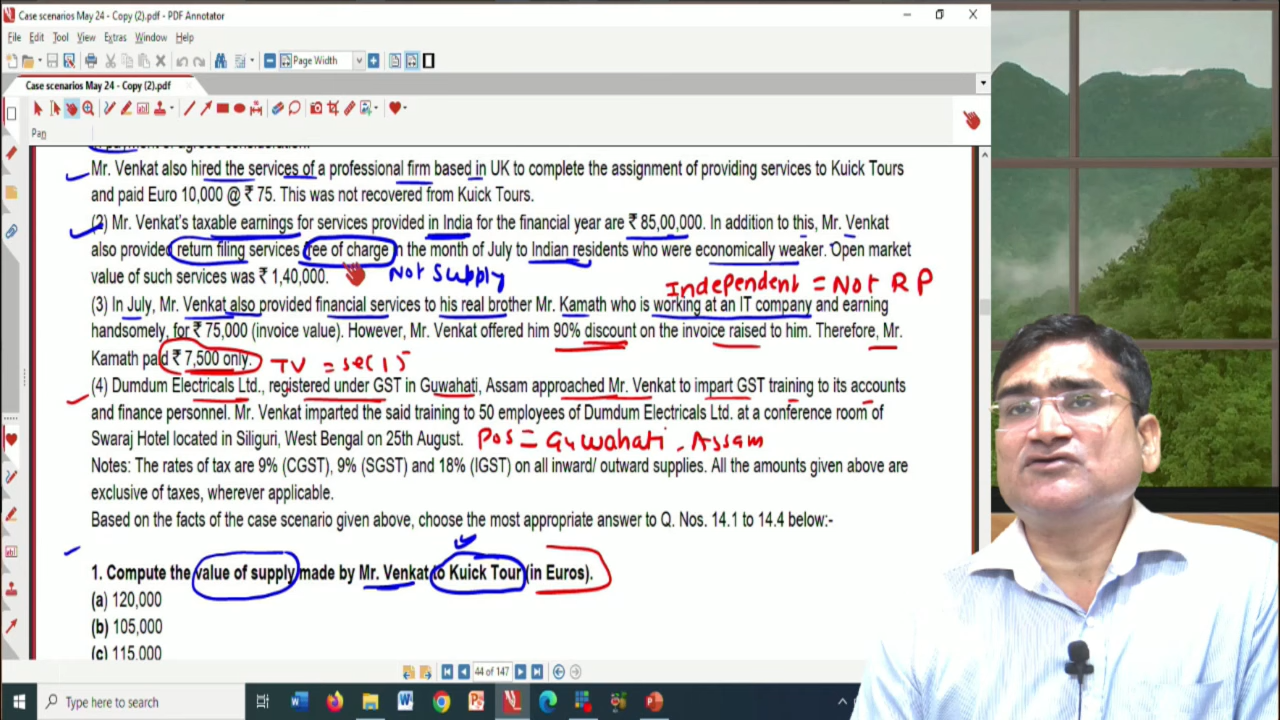 Case scenarios May 24 - Copy (2).pdf - PDF Annotator
File Edit Tool View Extras Window Help
Page Width
Case scenarios May 24 - Copy (2).pdf
Pan
Mr. Venkat also hired the services of a professional firm based in UK to complete the assignment of providing services to Kuick Tours
and paid Euro 10,000 @ ₹ 75. This was not recovered from Kuick Tours.
(2) Mr. Venkat's taxable earnings for services provided in India for the financial year are ₹ 85,00,000. In addition to this, Mr. Venkat
also provided return filing services free of charge in the month of July to Indian residents who were economically weaker. Open market
value of such services was ₹ 1,40,000.
Not Supply
Independent = Not RP
(3) In July, Mr. Venkat also provided financial services to his real brother Mr. Kamath who is working at an IT company and earning
handsomely, for ₹ 75,000 (invoice value). However, Mr. Venkat offered him 90% discount on the invoice raised to him. Therefore, Mr.
Kamath paid ₹ 7,500 only.
TV = sec 15
(4) Dumdum Electricals Ltd., registered under GST in Guwahati, Assam approached Mr. Venkat to impart GST training to its accounts
and finance personnel. Mr. Venkat imparted the said training to 50 employees of Dumdum Electricals Ltd. at a conference room of
Swaraj Hotel located in Siliguri, West Bengal on 25th August.
Pos = Guwahati - Assam
Notes: The rates of tax are 9% (CGST), 9% (SGST) and 18% (IGST) on all inward/ outward supplies. All the amounts given above are
exclusive of taxes, wherever applicable.
Based on the facts of the case scenario given above, choose the most appropriate answer to Q. Nos. 14.1 to 14.4 below:-
1. Compute the value of supply made by Mr. Venkat to Kuick Tour (in Euros).
(a) 120,000
(b) 105,000
(c) 115,000
44 of 147
Type here to search